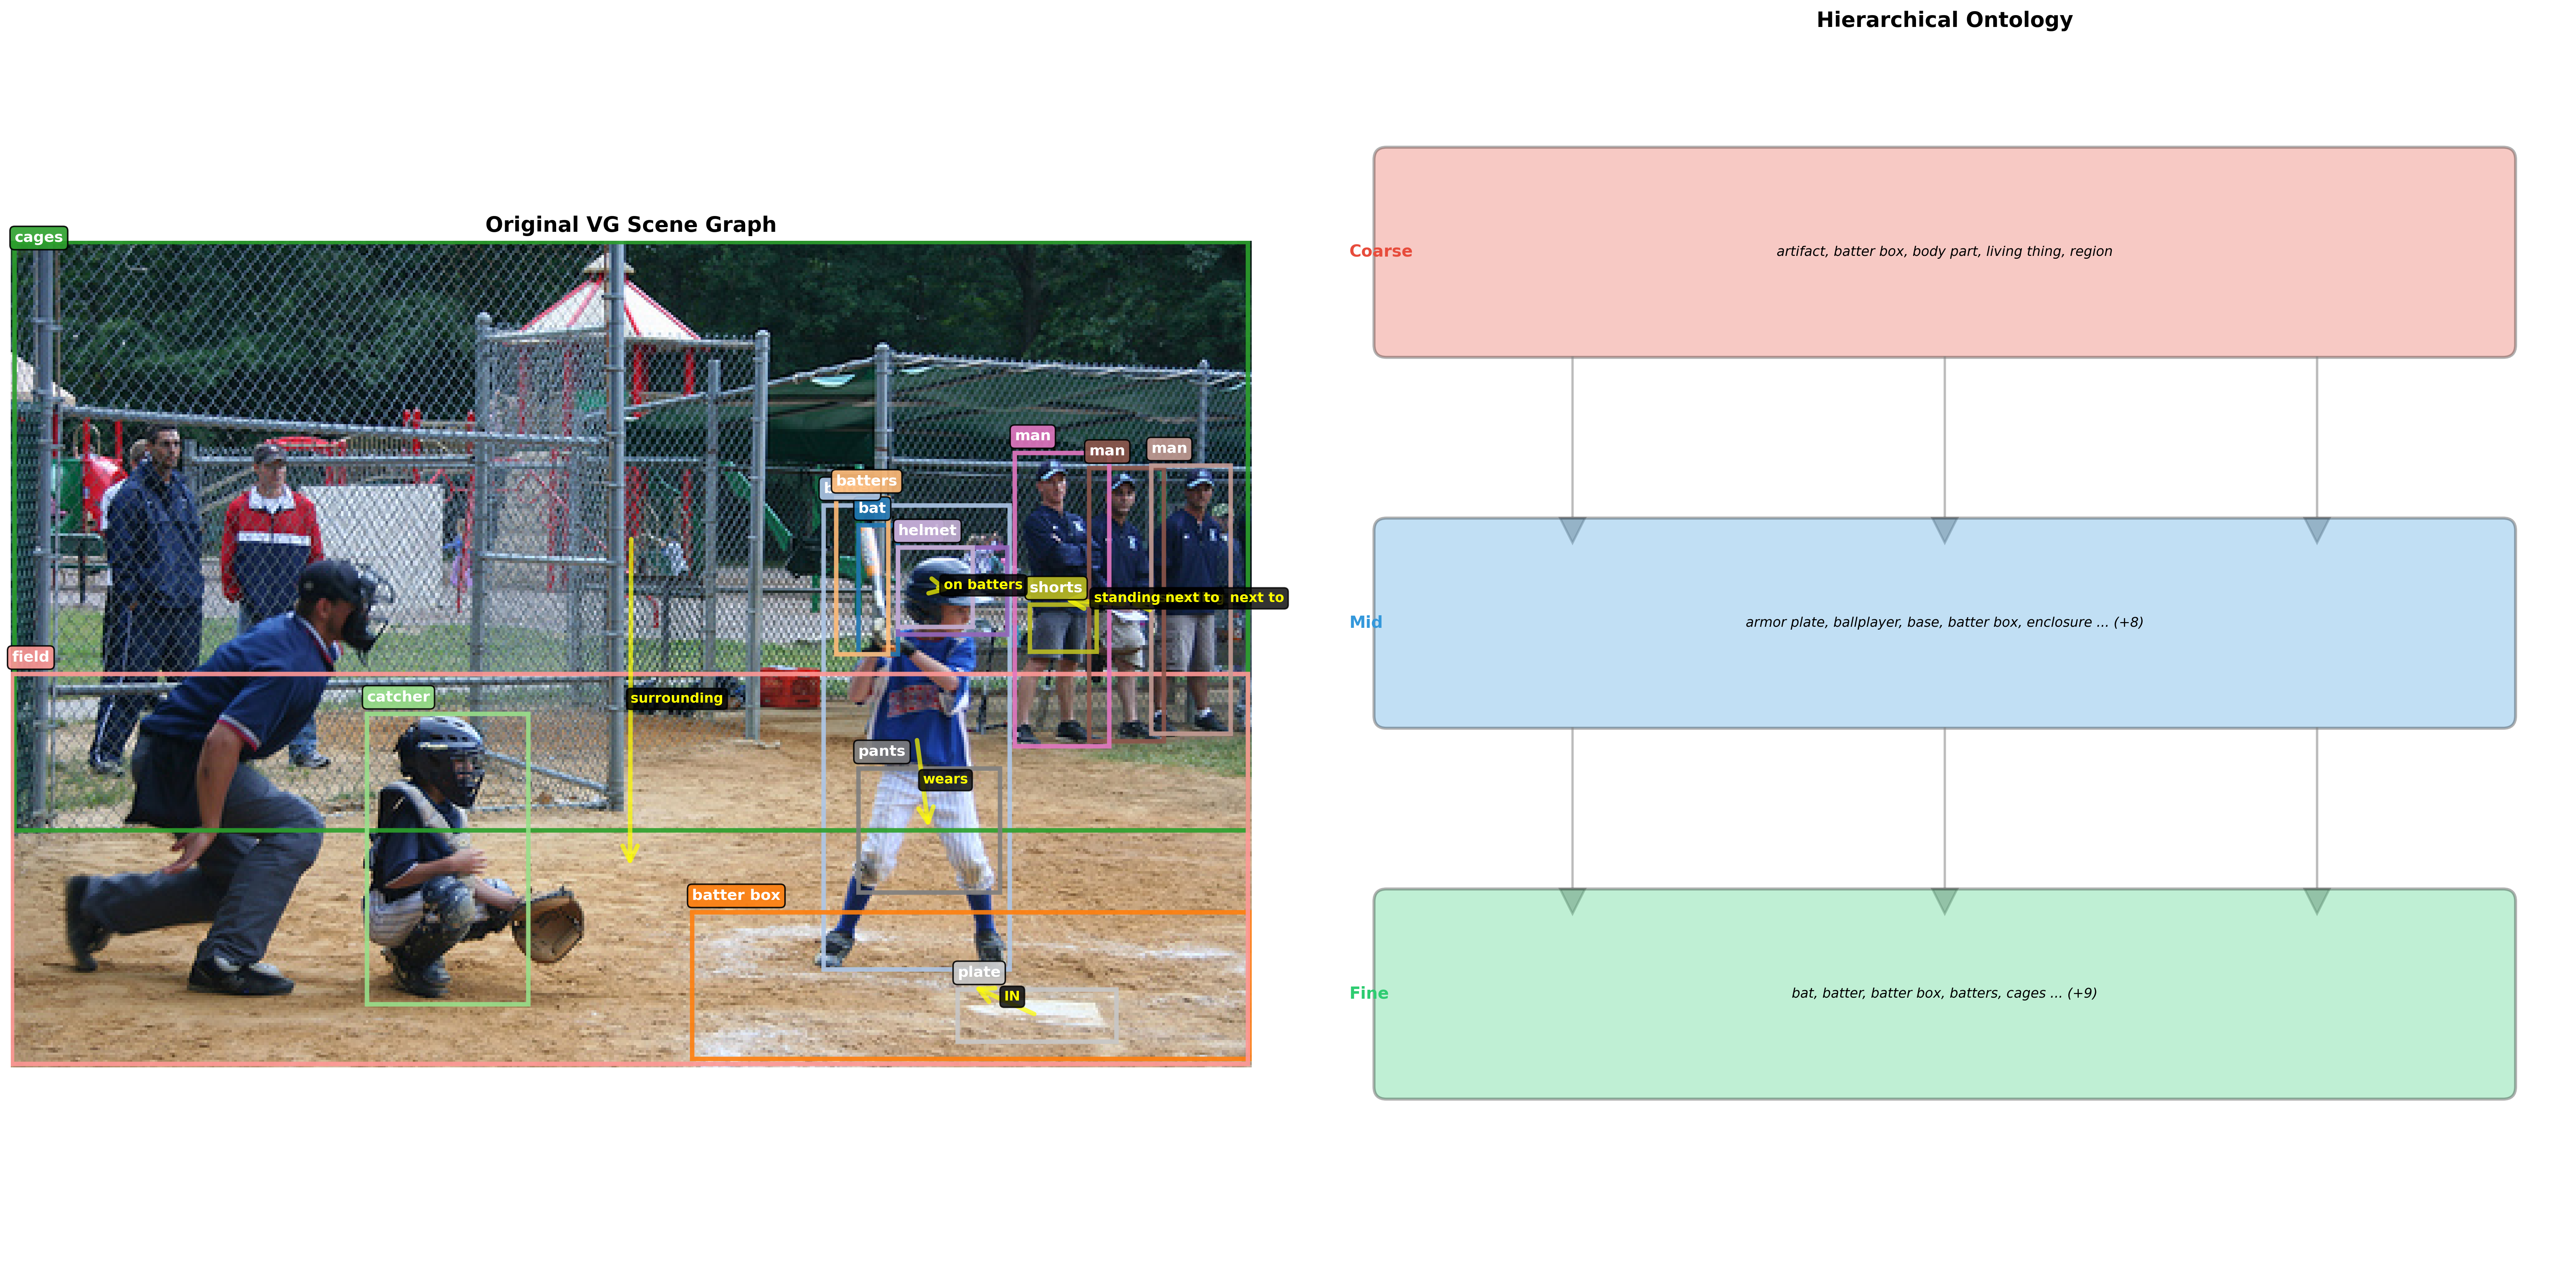 Hierarchical Ontology
Original VG Scene Graph
cages
Coarse
artifact, batter box, body part, living thing, region
man
man
man
batters
bat
helmet
on batters
shorts
standing next to
next to
Mid
armor plate, ballplayer, base, batter box, enclosure ... (+8)
field
catcher
surrounding
pants
wears
batter box
plate
IN
Fine
bat, batter, batter box, batters, cages ... (+9)